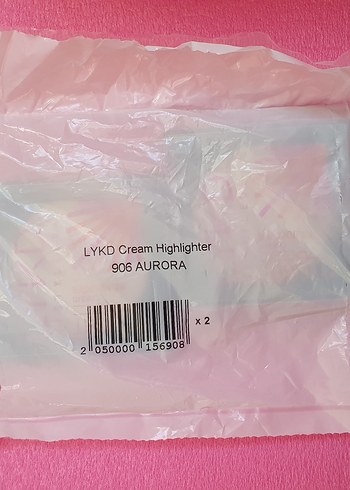 LYKD Cream Highlighter
906 AURORA
x 2
2 050000 156908